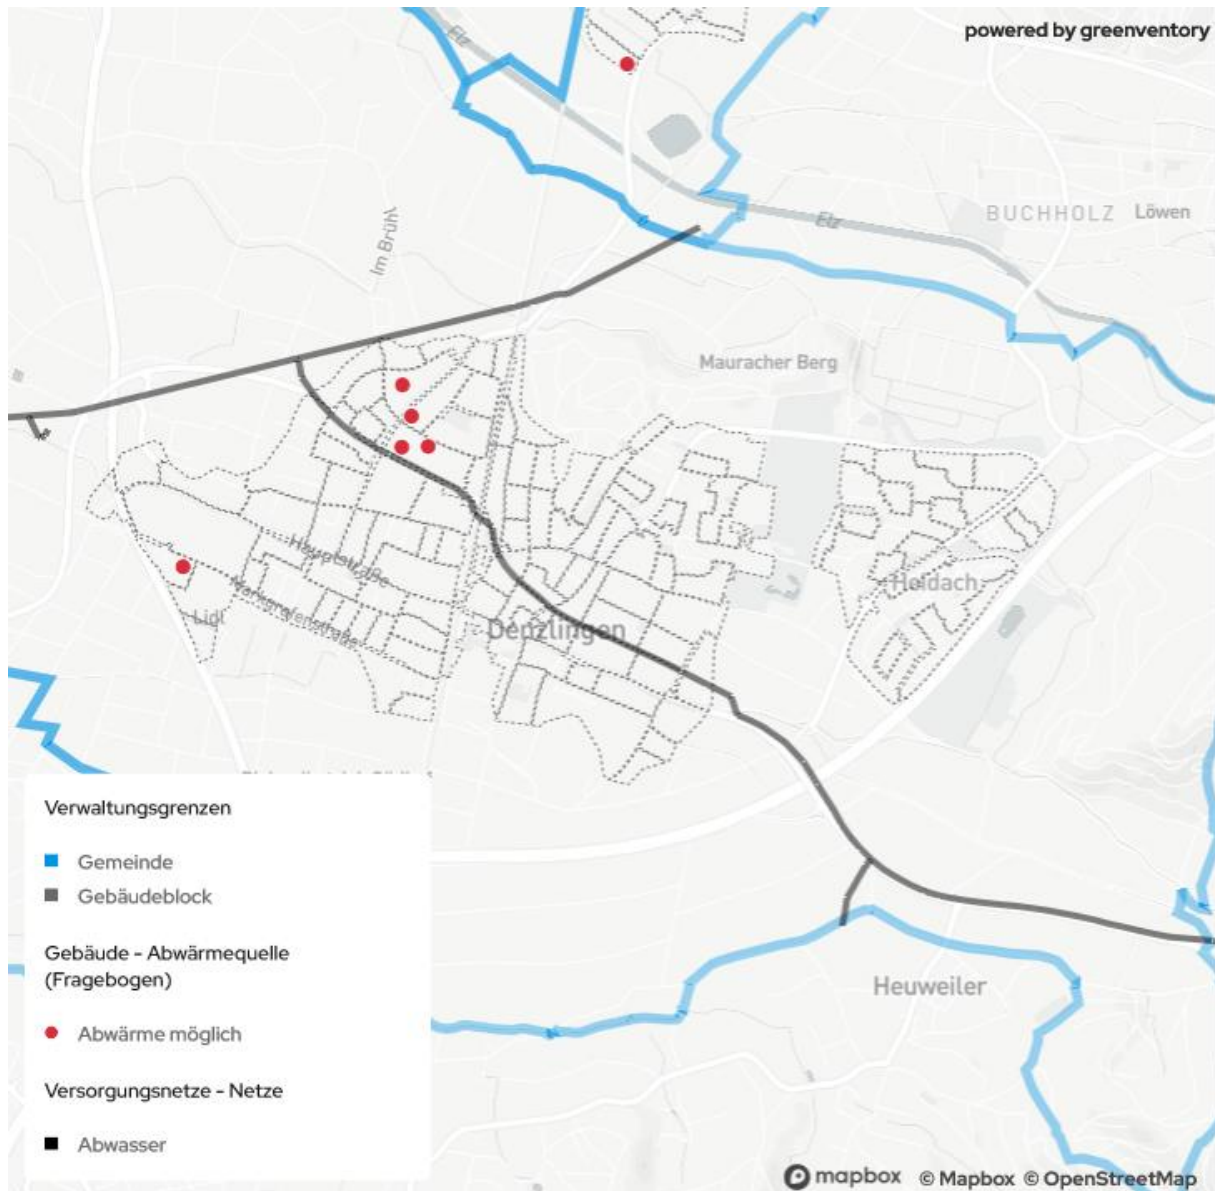 powered by greenventory
Elz
Elz
BUCHHOLZ
Löwen
Im Brühl
Mauracher Berg
Hauptstraße
Heidach
Markgrafenstraße
Lidl
Denzlingen
Verwaltungsgrenzen
Gemeinde
Gebäudeblock
Gebäude - Abwärmequelle
(Fragebogen)
Abwärme möglich
Heuweiler
Versorgungsnetze - Netze
Abwasser
mapbox © Mapbox © OpenStreetMap